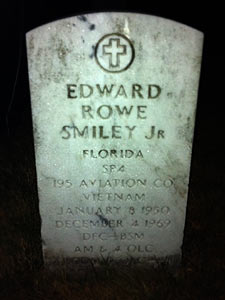 EDWARD
ROWE
SMILEY JR
FLORIDA
SP4
195 AVIATION CO
VIETNAM
JANUARY 8 1950
DECEMBER 4 1969
DFC-BSM
AM & 4 OLC